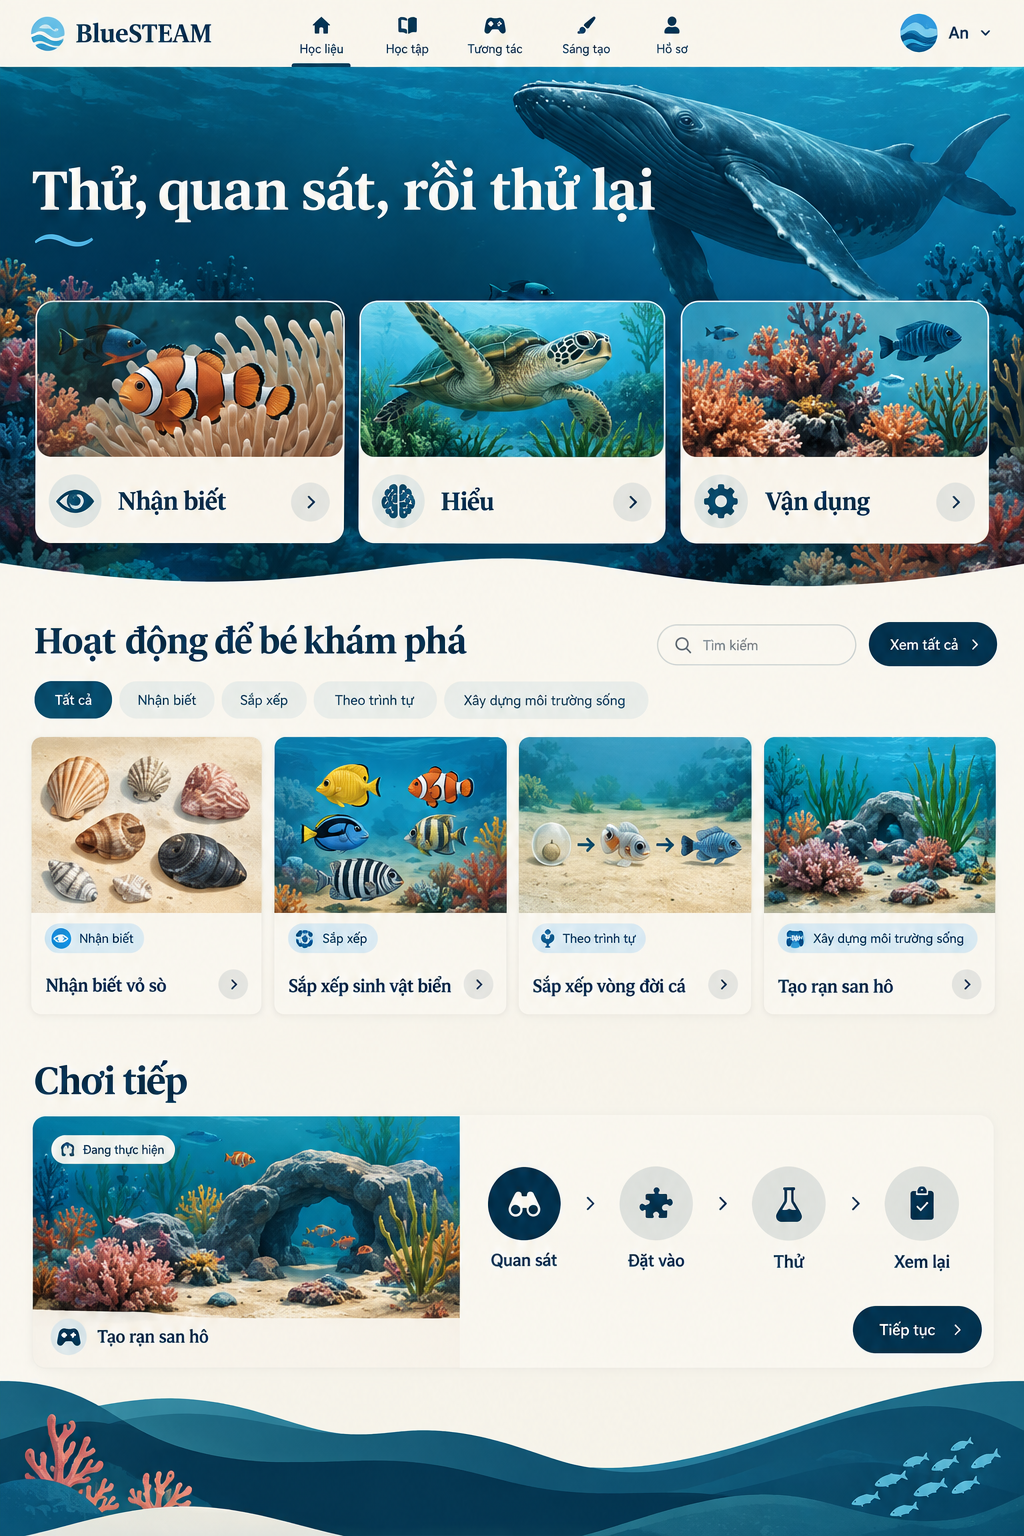 BlueSTEAM
Học liệu
Học tập
Tương tác
Sáng tạo
Hồ sơ
An
Thử, quan sát, rồi thử lại
Nhận biết
Hiểu
Vận dụng
Hoạt động để bé khám phá
Tìm kiếm
Xem tất cả
Tất cả
Nhận biết
Sắp xếp
Theo trình tự
Xây dựng môi trường sống
Nhận biết
Sắp xếp
Theo trình tự
Xây dựng môi trường sống
Nhận biết vỏ sò
Sắp xếp sinh vật biển
Sắp xếp vòng đời cá
Tạo rạn san hô
Chơi tiếp
Đang thực hiện
Quan sát
Đặt vào
Thử
Xem lại
Tạo rạn san hô
Tiếp tục